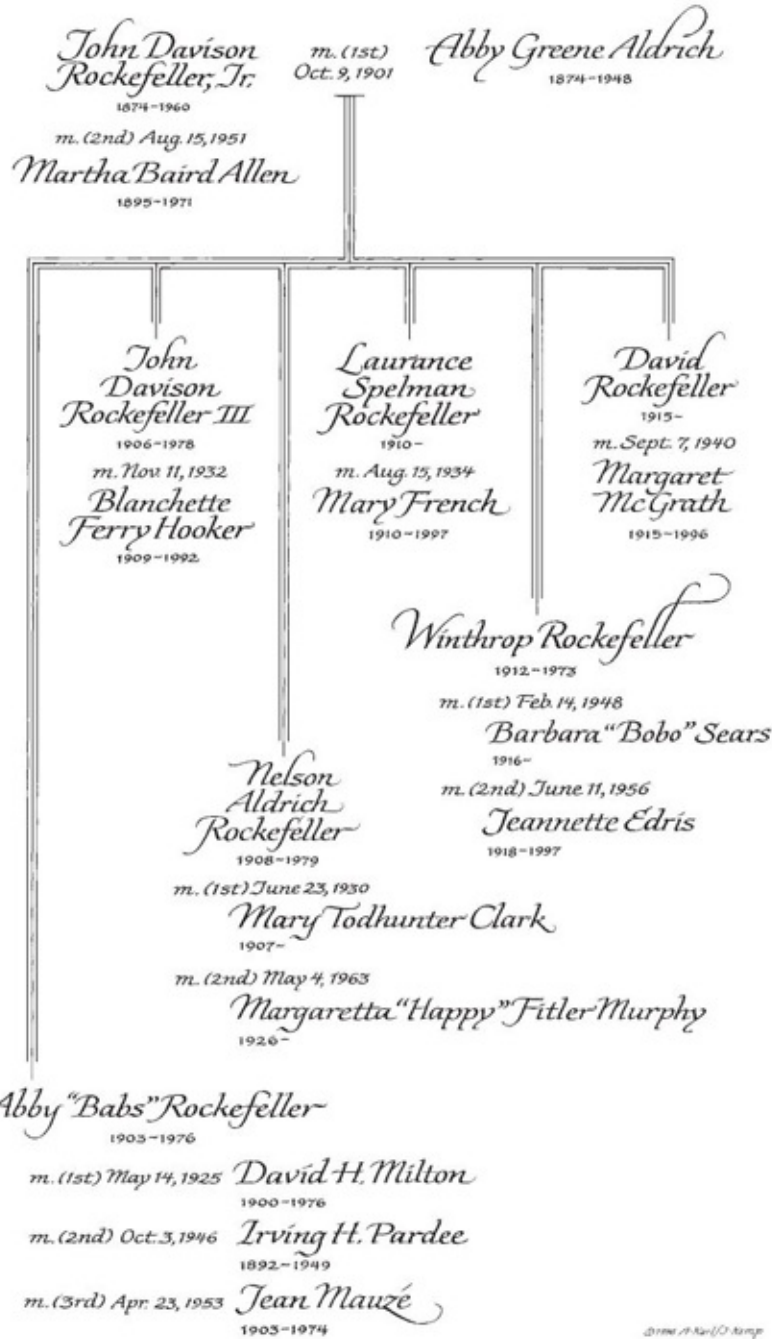 John Davison
Rockefeller, Jr.
1874-1960
m. (2nd) Aug. 15, 1951
Martha Baird Allen
1895-1971
m. (1st)
Oct. 9, 1901
Abby Greene Aldrich
1874-1948
John
Davison
Rockefeller III
1906-1978
m. Nov. 11, 1932
Blanchette
Ferry Hooker
1909-1992
Laurance
Spelman
Rockefeller
1910-
m. Aug. 15, 1934
Mary French
1910-1997
David
Rockefeller
1915-
m. Sept. 7, 1940
Margaret
McGrath
1915-1996
Winthrop Rockefeller
1912-1973
m. (1st) Feb. 14, 1948
Barbara "Bobo" Sears
1916-
m. (2nd) June 11, 1956
Jeannette Edris
1918-1997
Nelson
Aldrich
Rockefeller
1908-1979
m. (1st) June 23, 1930
Mary Todhunter Clark
1907-
m. (2nd) May 4, 1963
Margaretta "Happy" Fitler Murphy
1926-
Abby "Babs" Rockefeller
1903-1976
m. (1st) May 14, 1925 David H. Milton
1900-1976
m. (2nd) Oct. 3, 1946 Irving H. Pardee
1892-1949
m. (3rd) Apr. 23, 1953 Jean Mauzé
1903-1974